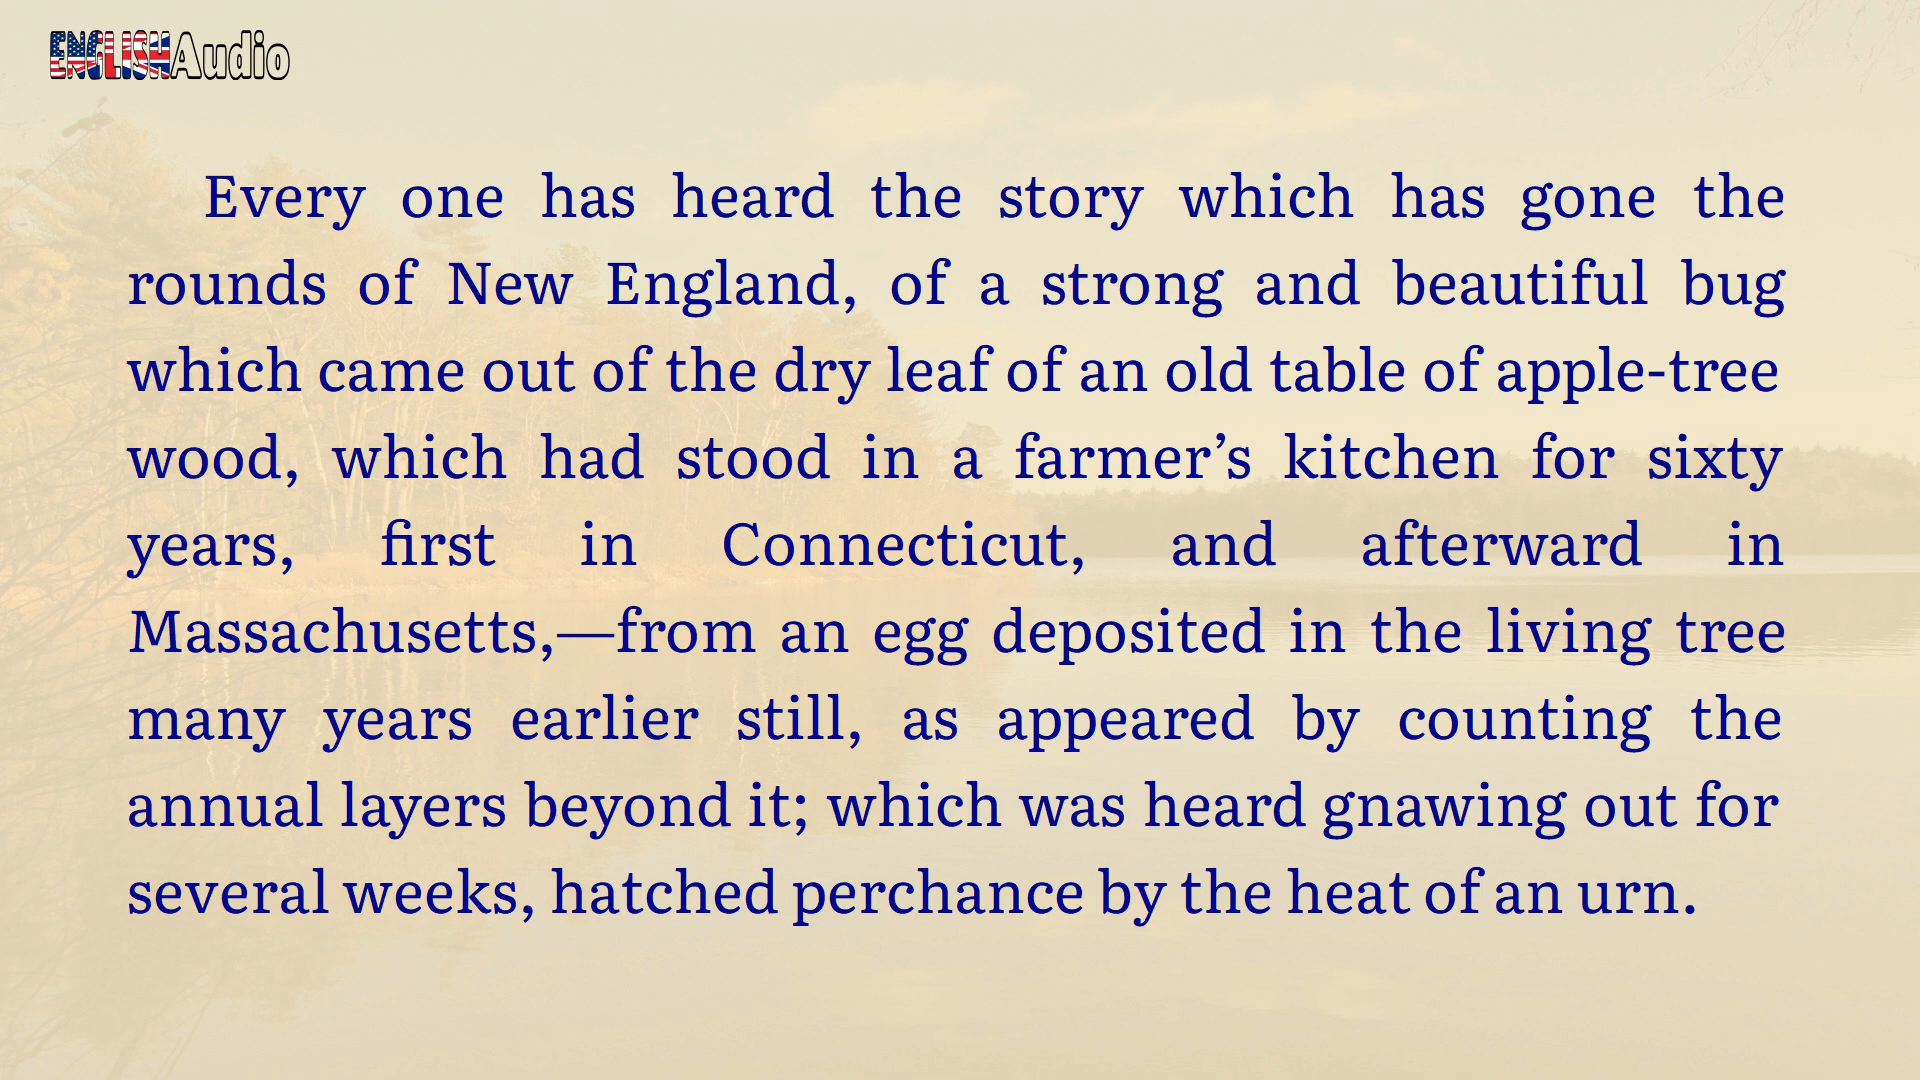 ENGLISHAudio
Every one has heard the story which has gone the
rounds of New England, of a strong and beautiful bug
which came out of the dry leaf of an old table of apple-tree
wood, which had stood in a farmer’s kitchen for sixty
years, first in Connecticut, and afterward in
Massachusetts,—from an egg deposited in the living tree
many years earlier still, as appeared by counting the
annual layers beyond it; which was heard gnawing out for
several weeks, hatched perchance by the heat of an urn.